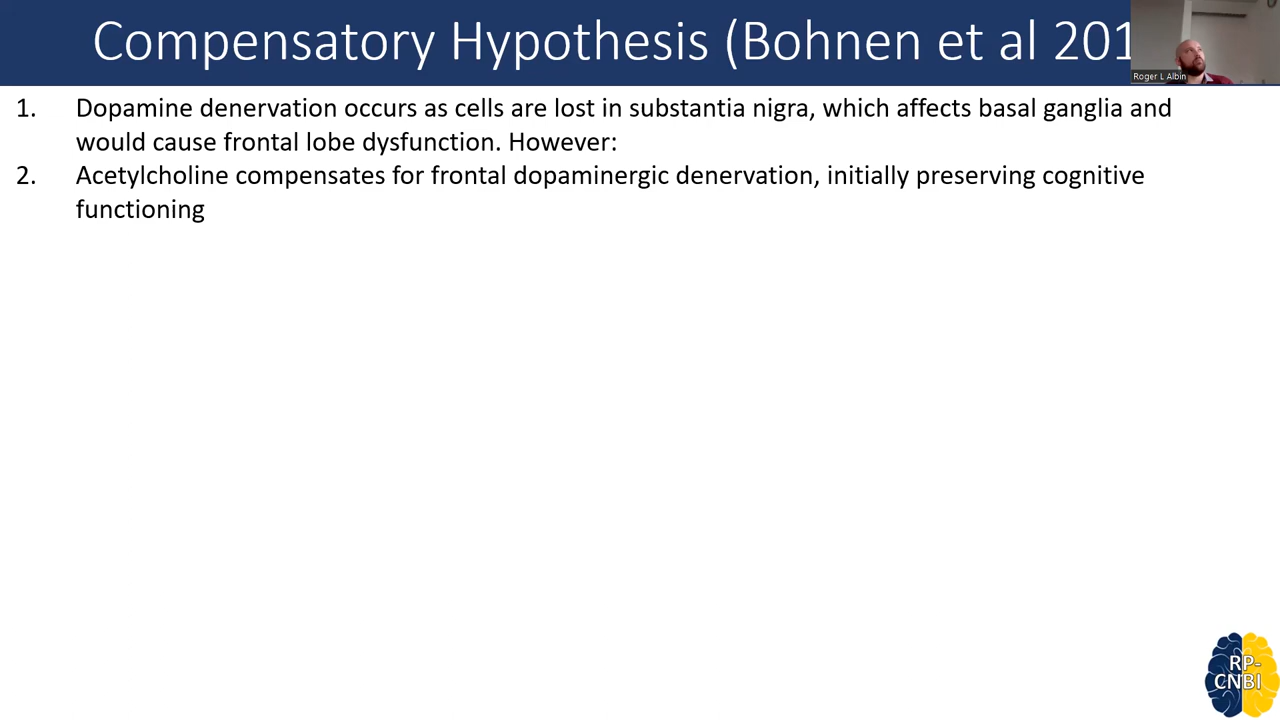 Compensatory Hypothesis (Bohnen et al 201
Roger L Albin
1. Dopamine denervation occurs as cells are lost in substantia nigra, which affects basal ganglia and
would cause frontal lobe dysfunction. However:
2. Acetylcholine compensates for frontal dopaminergic denervation, initially preserving cognitive
functioning
RP-
CNBI